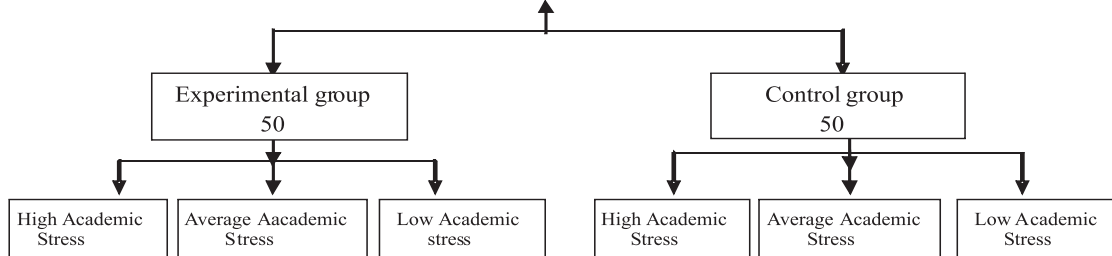 Experimental group
50
Control group
50
High Academic
Stress
Average Aacademic
Stress
Low Academic
stress
High Academic
Stress
Average Academic
Stress
Low Academic
Stress